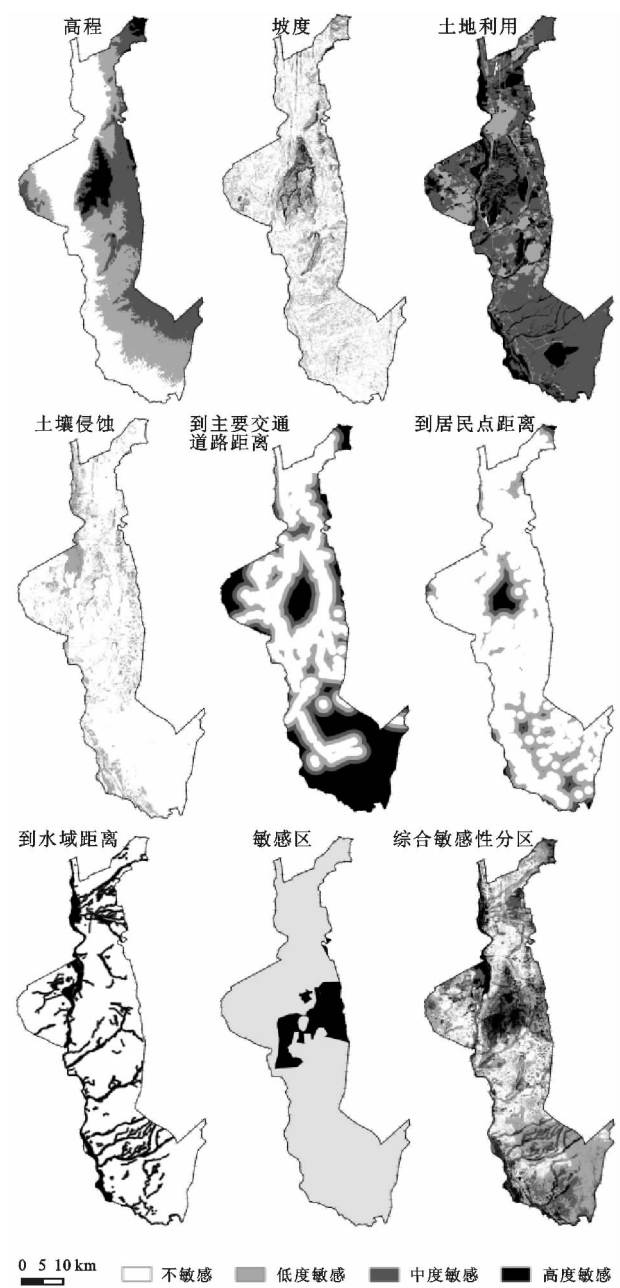 高程
坡度
土地利用
土壤侵蚀
到主要交通
道路距离
到居民点距离
到水域距离
敏感区
综合敏感性分区
0 5 10 km
不敏感
低度敏感
中度敏感
高度敏感